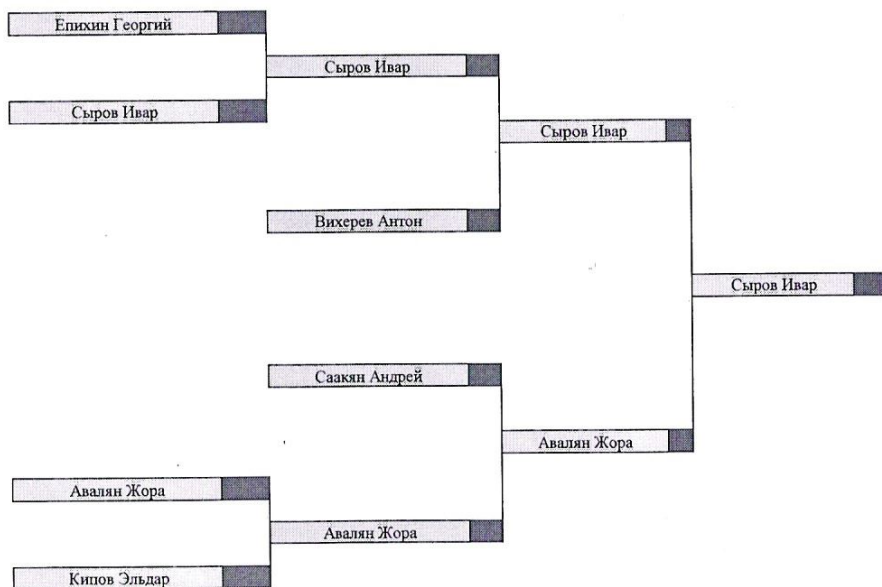 Епихин Георгий
Сыров Ивар
Сыров Ивар
Сыров Ивар
Вихерев Антон
Сыров Ивар
Саакян Андрей
Авалян Жора
Авалян Жора
Авалян Жора
Кипов Эльдар